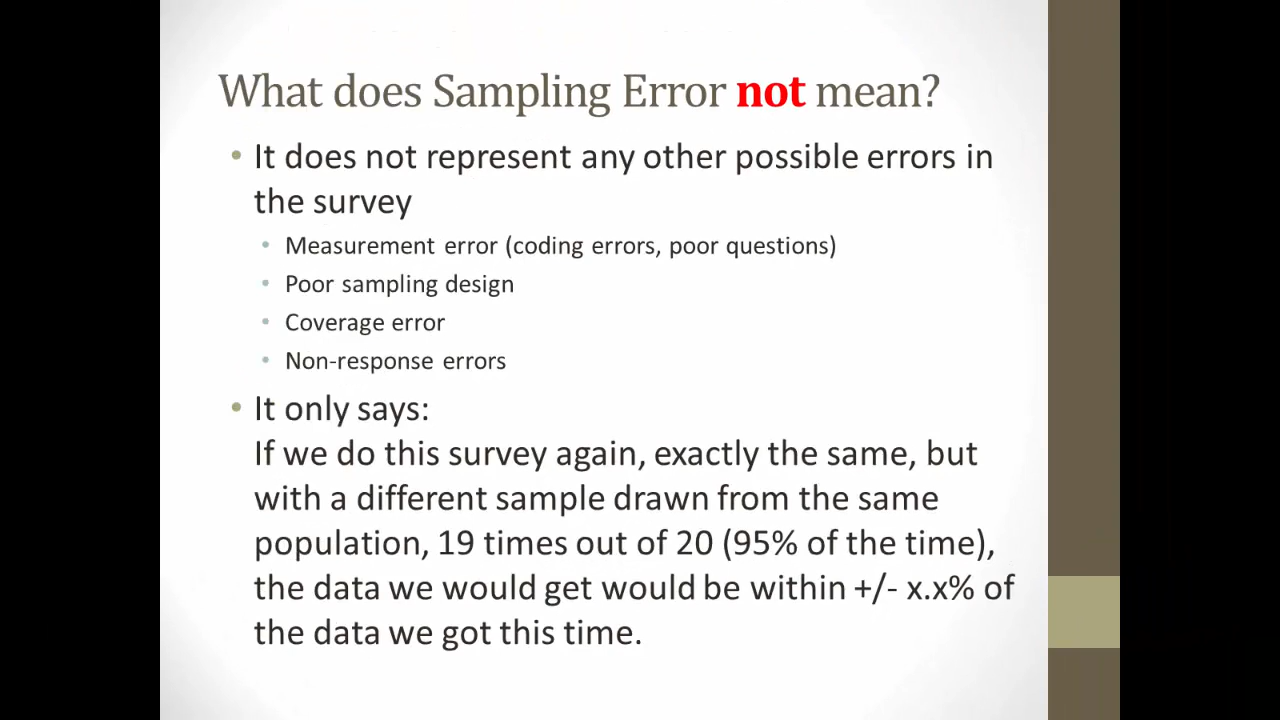 What does Sampling Error not mean?
• It does not represent any other possible errors in
the survey
• Measurement error (coding errors, poor questions)
• Poor sampling design
• Coverage error
• Non-response errors
• It only says:
If we do this survey again, exactly the same, but
with a different sample drawn from the same
population, 19 times out of 20 (95% of the time),
the data we would get would be within +/- x.x% of
the data we got this time.